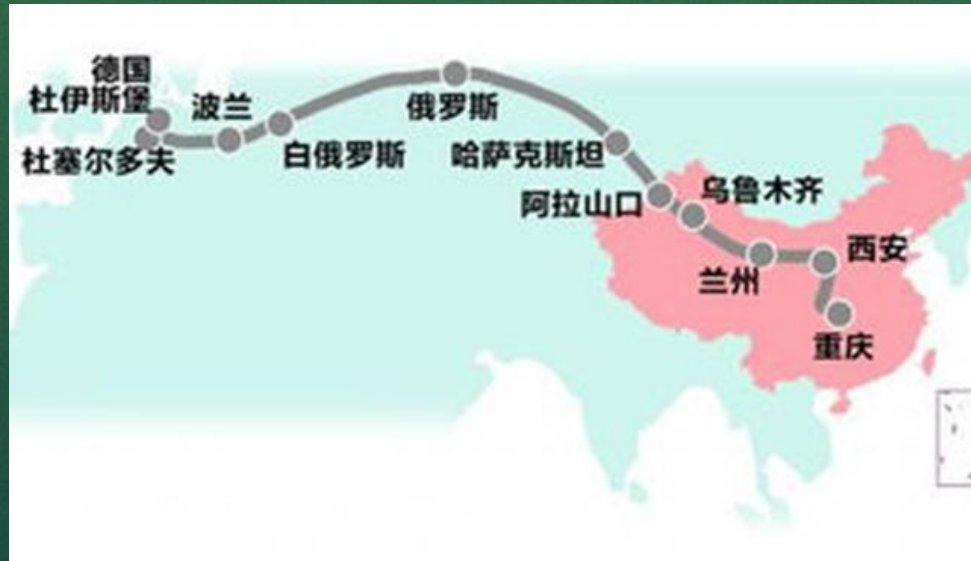 德国
杜伊斯堡
杜塞尔多夫
波兰
白俄罗斯
俄罗斯
哈萨克斯坦
阿拉山口
乌鲁木齐
兰州
西安
重庆